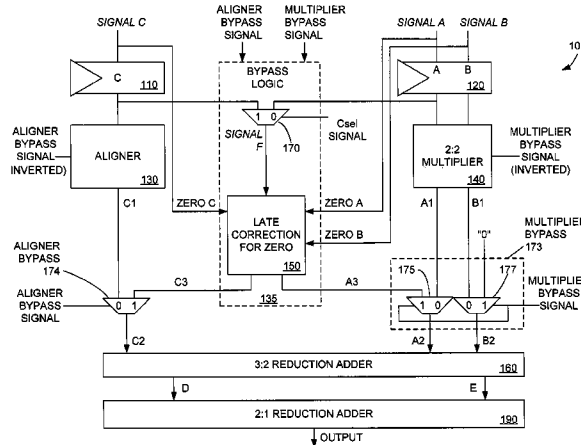 SIGNAL C
ALIGNER
BYPASS
SIGNAL
MULTIPLIER
BYPASS
SIGNAL
SIGNAL A
SIGNAL B
10
C
110
BYPASS
LOGIC
A
B
120
1 0
Csel
SIGNAL
SIGNAL
F
170
ALIGNER
BYPASS
SIGNAL
(INVERTED)
ALIGNER
130
2:2
MULTIPLIER
140
MULTIPLIER
BYPASS
SIGNAL
(INVERTED)
C1
ZERO C
ZERO A
ZERO B
LATE
CORRECTION
FOR ZERO
150
A1
B1
"0"
MULTIPLIER
BYPASS
173
ALIGNER
BYPASS
174
C3
A3
135
175
177
ALIGNER
BYPASS
SIGNAL
0 1
1 0
0 1
MULTIPLIER
BYPASS
SIGNAL
C2
A2
B2
3:2 REDUCTION ADDER
160
D
E
2:1 REDUCTION ADDER
190
OUTPUT